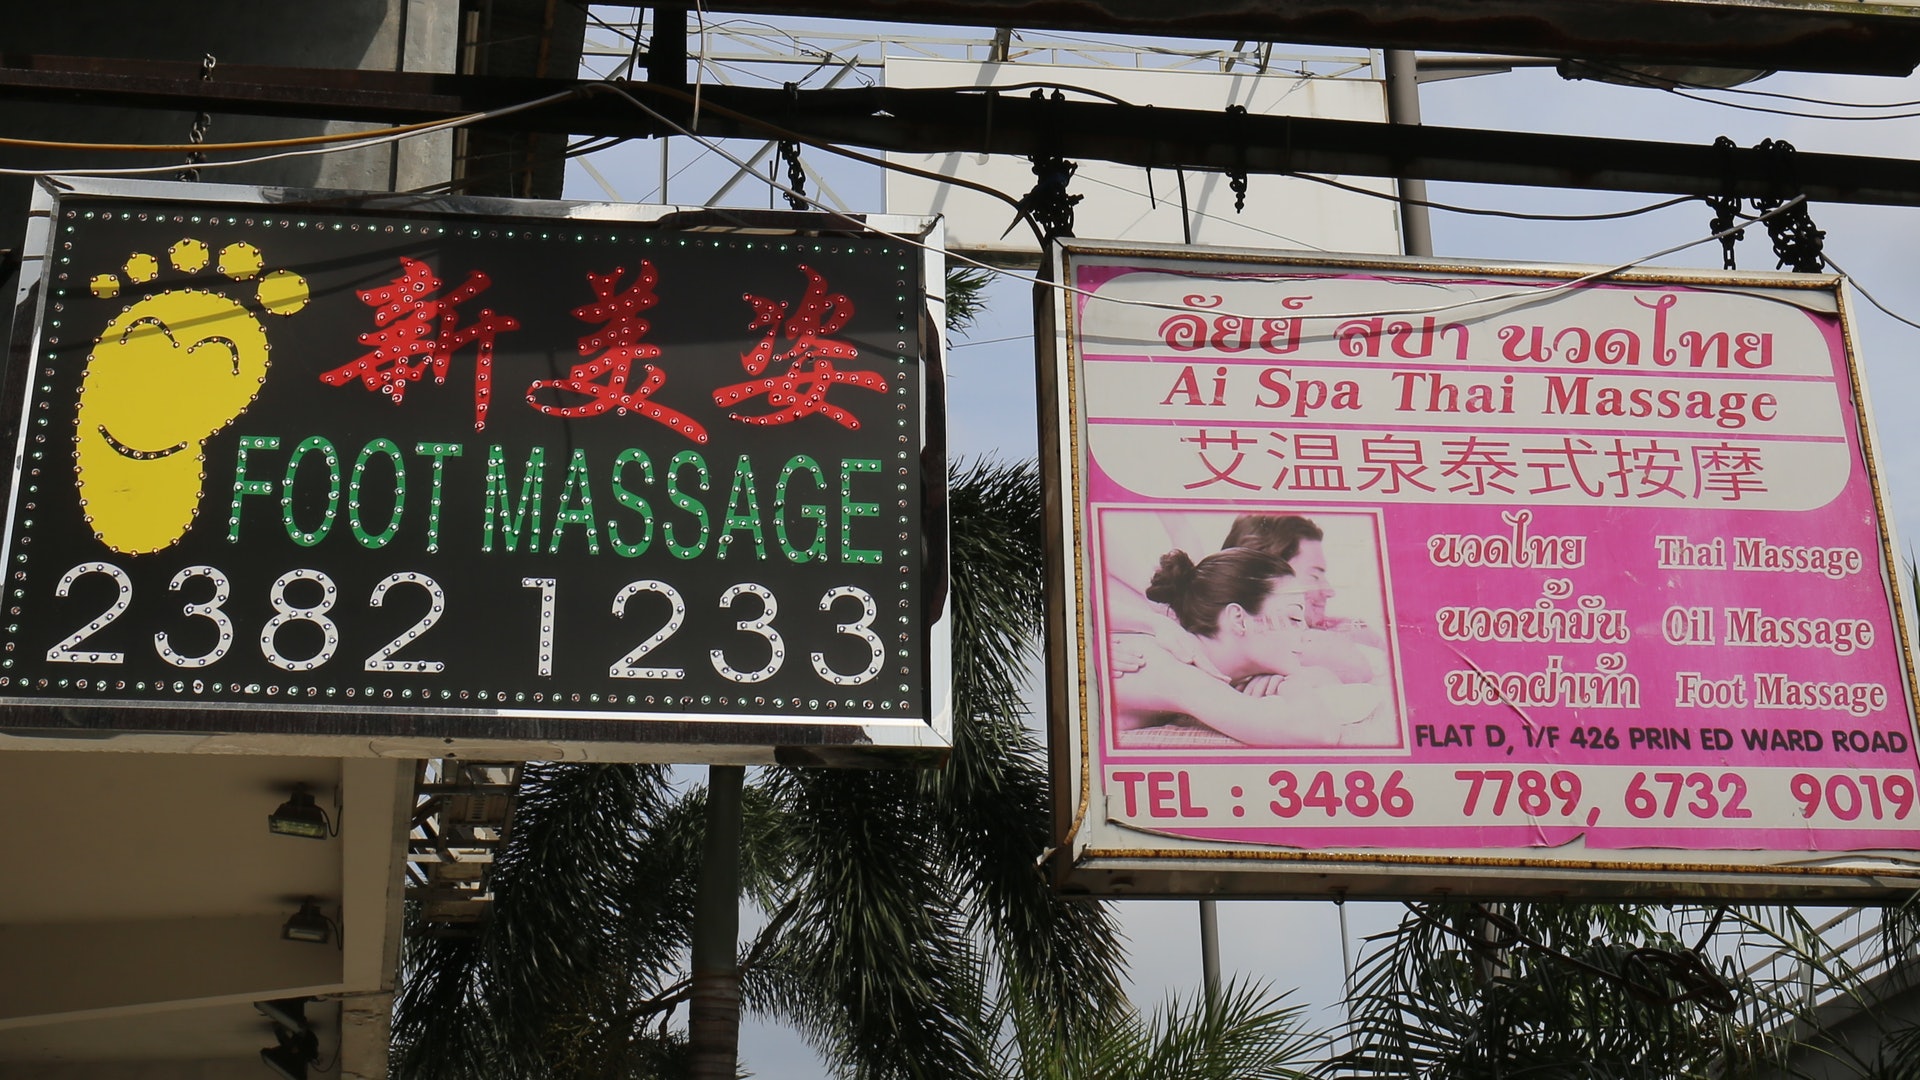 新美姿
FOOT MASSAGE
2382 1233
อัยย์ สปา นวดไทย
Ai Spa Thai Massage
艾温泉泰式按摩
นวดไทย Thai Massage
นวดน้ำมัน Oil Massage
นวดฝ่าเท้า Foot Massage
FLAT D, 1/F 426 PRIN ED WARD ROAD
TEL : 3486 7789, 6732 9019